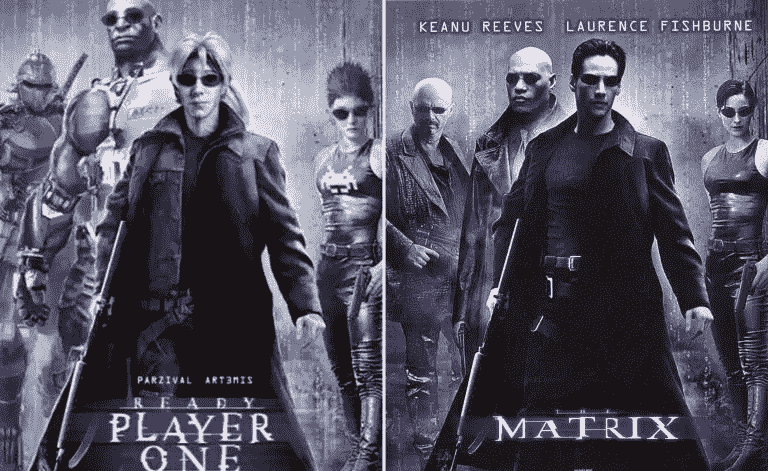 PARZIVAL ART3MIS
READY
PLAYER
ONE
KEANU REEVES LAURENCE FISHBURNE
THE
MATRIX